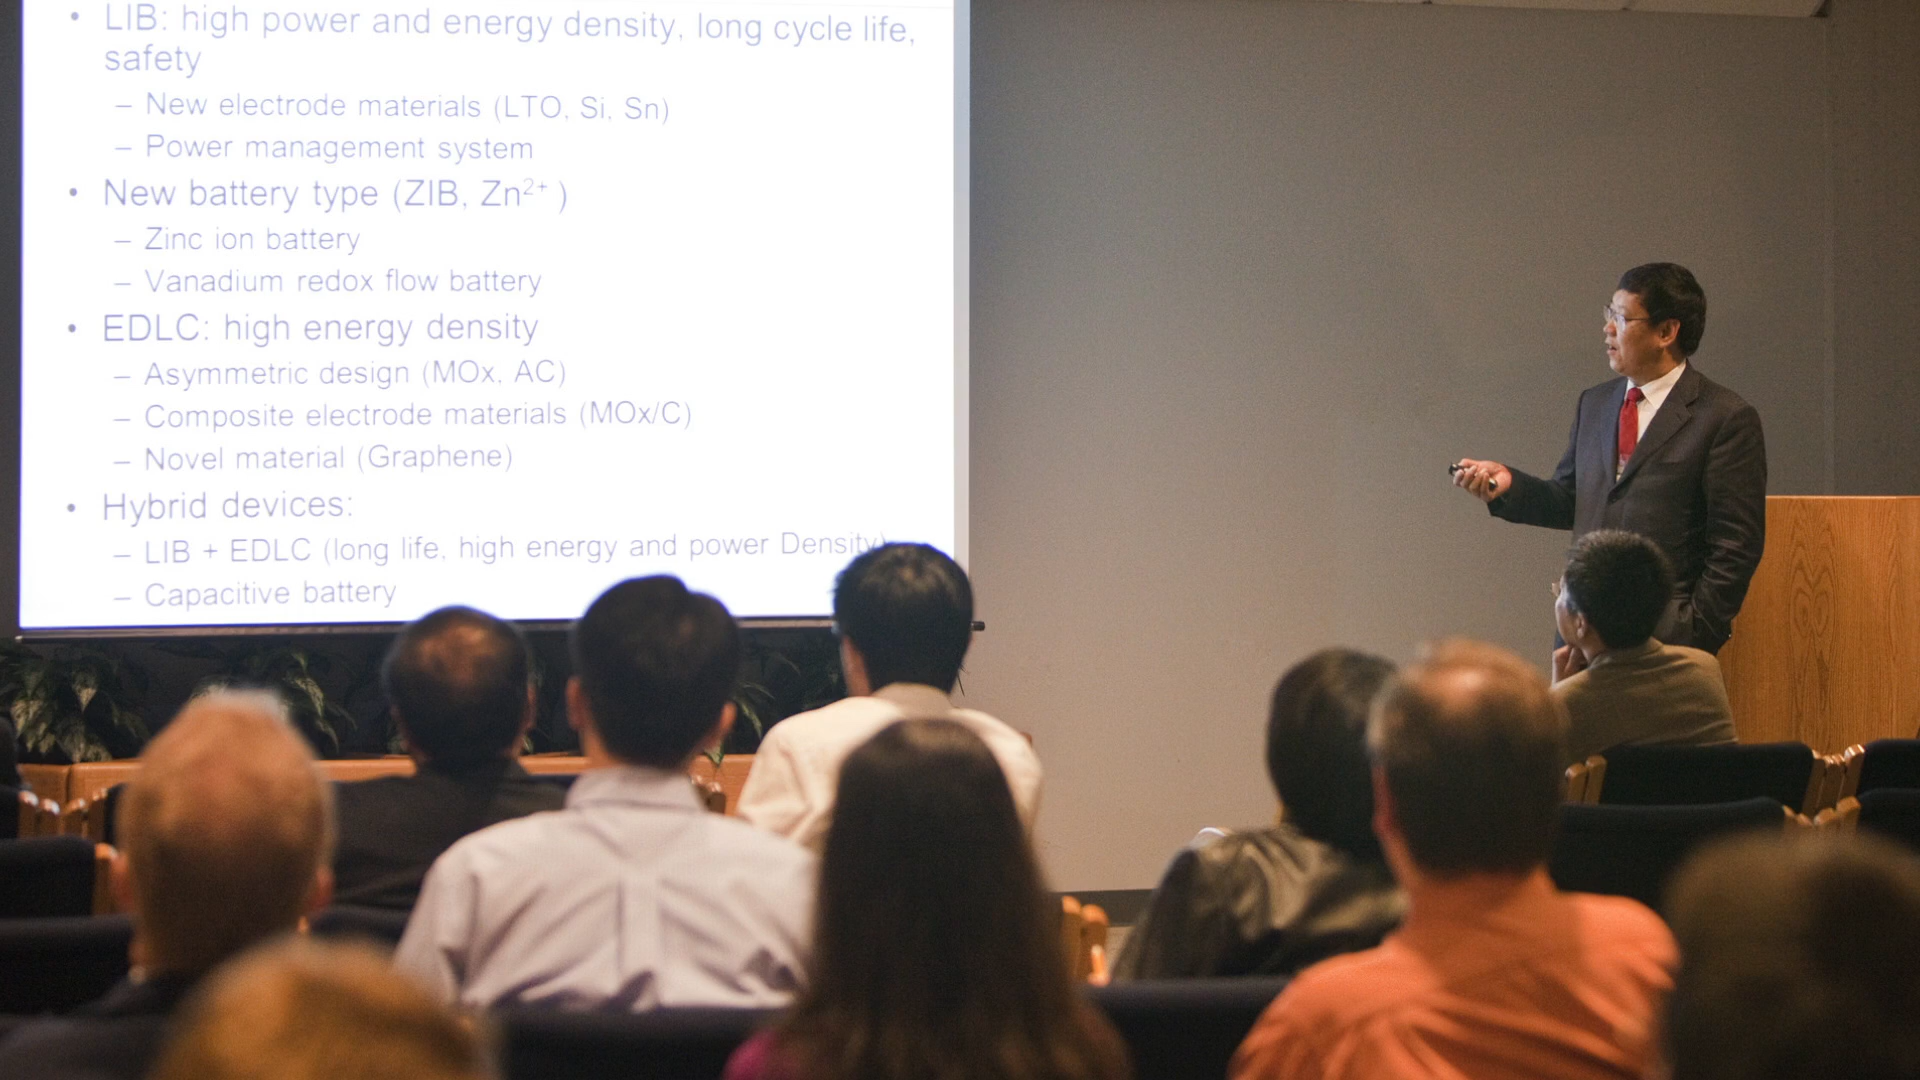 • LIB: high power and energy density, long cycle life,
safety
– New electrode materials (LTO, Si, Sn)
– Power management system
• New battery type (ZIB, Zn²⁺ )
– Zinc ion battery
– Vanadium redox flow battery
• EDLC: high energy density
– Asymmetric design (MOx, AC)
– Composite electrode materials (MOx/C)
– Novel material (Graphene)
• Hybrid devices:
– LIB + EDLC (long life, high energy and power Density)
– Capacitive battery